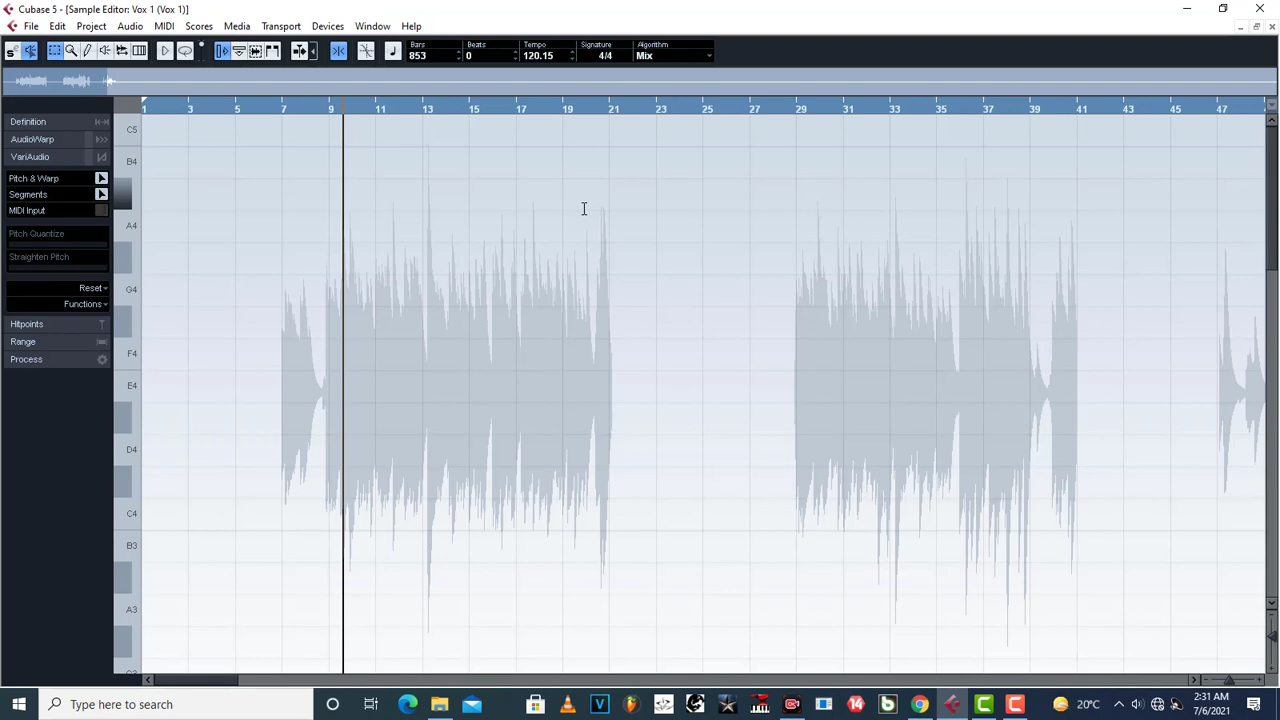 Cubase 5 - [Sample Editor: Vox 1 (Vox 1)]
File Edit Project Audio MIDI Scores Media Transport Devices Window Help
Bars Beats Tempo Signature Algorithm
853 0 120.15 4/4 Mix
1 3 5 7 9 11 13 15 17 19 21 23 25 27 29 31 33 35 37 39 41 43 45 47
Definition
AudioWarp
VariAudio
Pitch & Warp
Segments
MIDI Input
Pitch Quantize
Straighten Pitch
Reset
Functions
Hitpoints
Range
Process
C5
B4
A4
G4
F4
E4
D4
C4
B3
A3
Type here to search
20°C
2:31 AM
7/6/2021